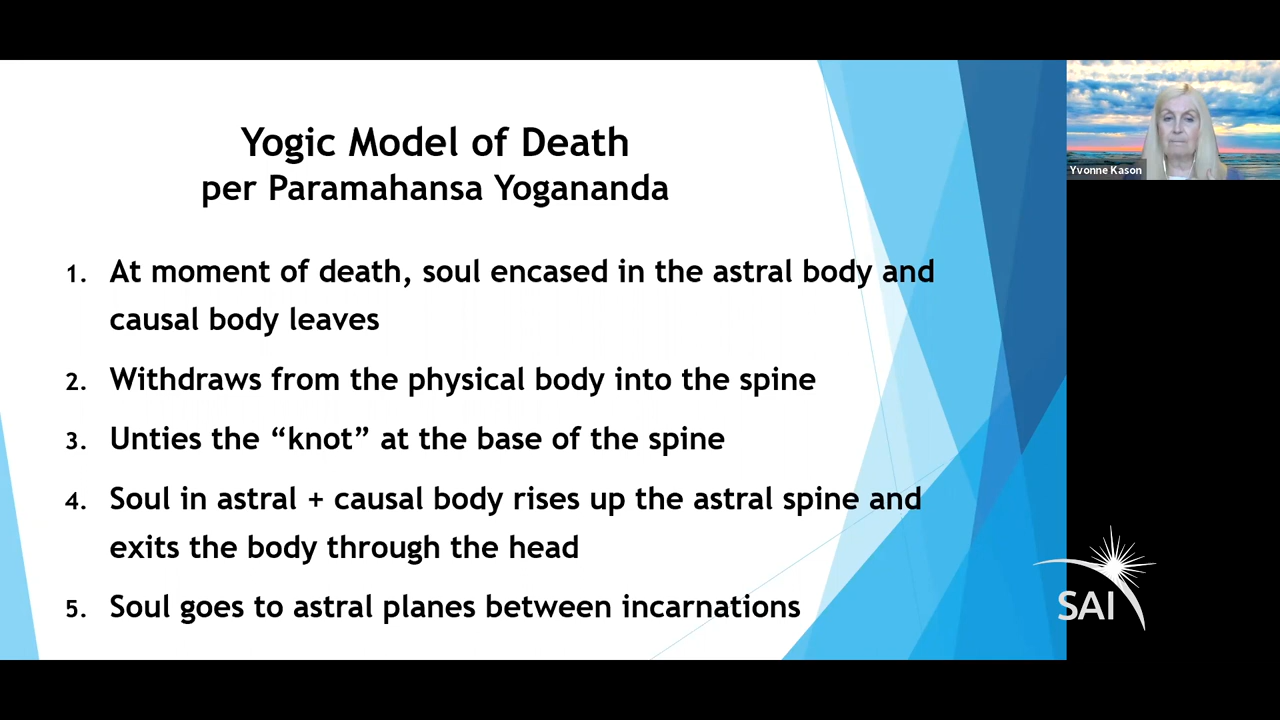 Yogic Model of Death
per Paramahansa Yogananda
1. At moment of death, soul encased in the astral body and
causal body leaves
2. Withdraws from the physical body into the spine
3. Unties the “knot” at the base of the spine
4. Soul in astral + causal body rises up the astral spine and
exits the body through the head
5. Soul goes to astral planes between incarnations
Yvonne Kason
SAI